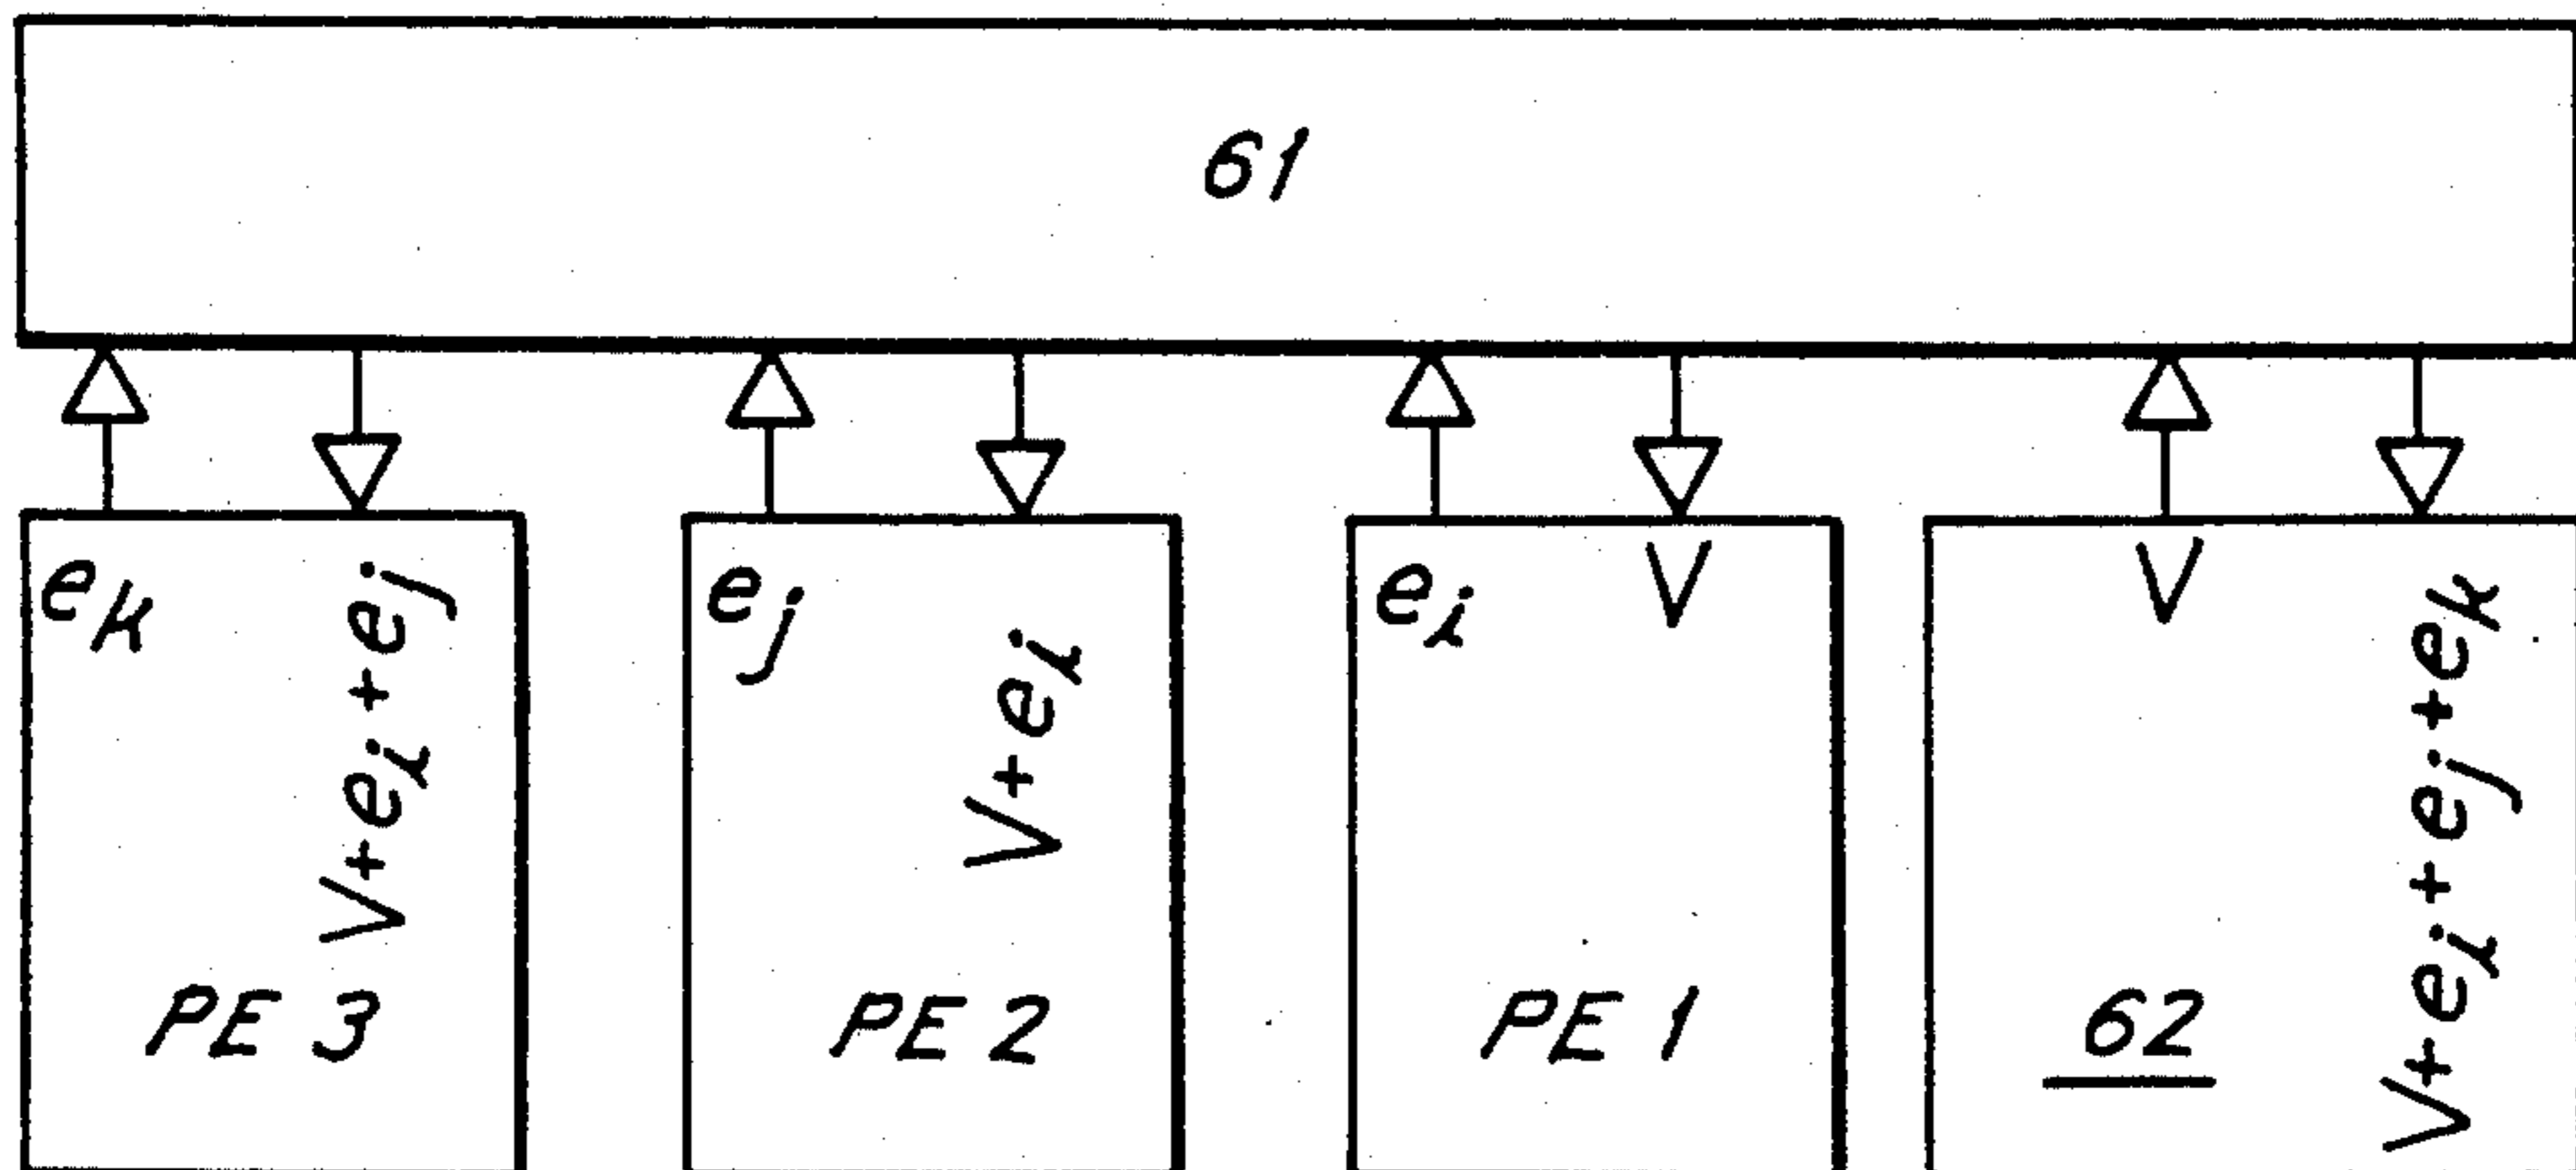 61
e_k
V+e_i+e_j
PE 3
e_j
V+e_i
PE 2
e_i
V
PE 1
V
V+e_i+e_j+e_k
62